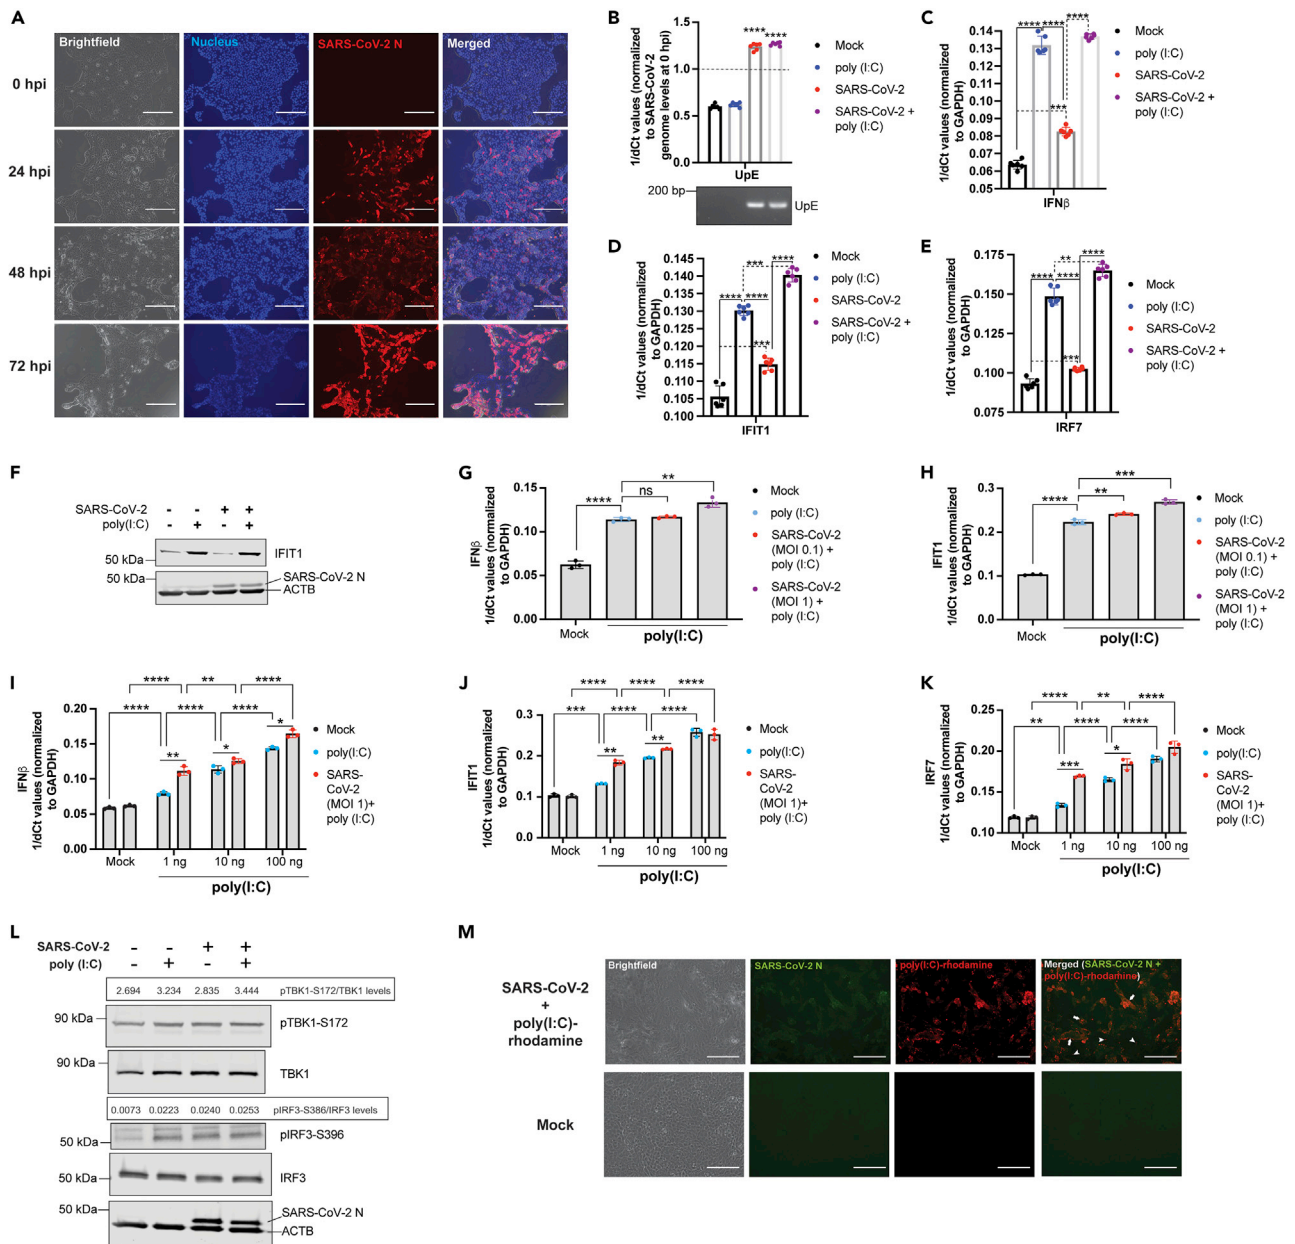 A
Brightfield
Nucleus
SARS-CoV-2 N
Merged
0 hpi
24 hpi
48 hpi
72 hpi
B
1/dCt values (normalized
to SARS-CoV-2
genome levels at 0 hpi)
1.5
1.0
0.5
0.0
**** ****
UpE
Mock
poly (I:C)
SARS-CoV-2
SARS-CoV-2 +
poly (I:C)
200 bp
UpE
C
1/dCt values (normalized
to GAPDH)
0.14
0.13
0.12
0.11
0.10
0.09
0.08
0.07
0.06
0.05
****
****
****
***
IFNβ
Mock
poly (I:C)
SARS-CoV-2
SARS-CoV-2 +
poly (I:C)
D
1/dCt values (normalized
to GAPDH)
0.145
0.140
0.135
0.130
0.125
0.120
0.115
0.110
0.105
0.100
*** ****
**** ****
***
IFIT1
Mock
poly (I:C)
SARS-CoV-2
SARS-CoV-2 +
poly (I:C)
E
1/dCt values (normalized
to GAPDH)
0.175
0.150
0.125
0.100
0.075
** ****
**** ****
***
IRF7
Mock
poly (I:C)
SARS-CoV-2
SARS-CoV-2 +
poly (I:C)
F
SARS-CoV-2 - - + +
poly(I:C) - + - +
50 kDa
IFIT1
50 kDa
SARS-CoV-2 N
ACTB
G
IFNβ
1/dCt values (normalized
to GAPDH)
0.15
0.10
0.05
0.00
**
**** ns
Mock
poly(I:C)
Mock
poly (I:C)
SARS-CoV-2
(MOI 0.1) +
poly (I:C)
SARS-CoV-2
(MOI 1) +
poly (I:C)
H
IFIT1
1/dCt values (normalized
to GAPDH)
0.3
0.2
0.1
0.0
***
**** **
Mock
poly(I:C)
Mock
poly (I:C)
SARS-CoV-2
(MOI 0.1) +
poly (I:C)
SARS-CoV-2
(MOI 1) +
poly (I:C)
I
IFNβ
1/dCt values (normalized
to GAPDH)
0.20
0.15
0.10
0.05
0.00
**** ** ****
**** **** ****
** * *
Mock 1 ng 10 ng 100 ng
poly(I:C)
Mock
poly(I:C)
SARS-
CoV-2
(MOI 1)+
poly (I:C)
J
IFIT1
1/dCt values (normalized
to GAPDH)
0.3
0.2
0.1
0.0
**** **** ****
*** **** ****
** **
Mock 1 ng 10 ng 100 ng
poly(I:C)
Mock
poly(I:C)
SARS-
CoV-2
(MOI 1)+
poly (I:C)
K
IRF7
1/dCt values (normalized
to GAPDH)
0.25
0.20
0.15
0.10
**** ** ****
** **** ****
*** *
Mock 1 ng 10 ng 100 ng
poly(I:C)
Mock
poly(I:C)
SARS-
CoV-2
(MOI 1)+
poly (I:C)
L
SARS-CoV-2 - - + +
poly (I:C) - + - +
2.694 3.234 2.835 3.444 pTBK1-S172/TBK1 levels
90 kDa
pTBK1-S172
90 kDa
TBK1
0.0073 0.0223 0.0240 0.0253 pIRF3-S386/IRF3 levels
50 kDa
pIRF3-S396
50 kDa
IRF3
50 kDa
SARS-CoV-2 N
ACTB
M
Brightfield
SARS-CoV-2 N
poly(I:C)-rhodamine
Merged (SARS-CoV-2 N +
poly(I:C)-rhodamine)
SARS-CoV-2
+
poly(I:C)-
rhodamine
Mock